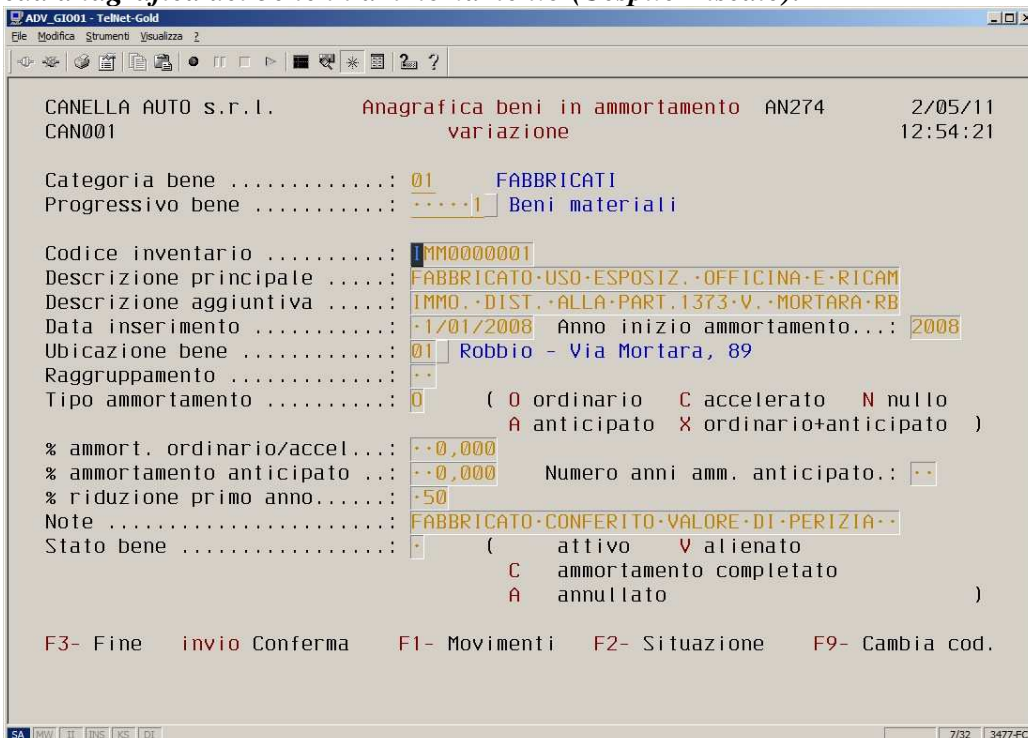 ADV_GIO01 - TelNet-Gold
File Modifica Strumenti Visualizza ?
CANELLA AUTO s.r.l. Anagrafica beni in ammortamento AN274 2/05/11
CAN001 variazione 12:54:21
Categoria bene .............: 01 FABBRICATI
Progressivo bene ...........: ·····1 Beni materiali
Codice inventario ..........: IMM0000001
Descrizione principale .....: FABBRICATO·USO·ESPOSIZ.·OFFICINA·E·RICAM
Descrizione aggiuntiva .....: IMMO.·DIST.·ALLA·PART.1373·V.·MORTARA·RB
Data inserimento ...........: ·1/01/2008 Anno inizio ammortamento...: 2008
Ubicazione bene ............: 01 Robbio - Via Mortara, 89
Raggruppamento .............: ··
Tipo ammortamento ..........: O ( O ordinario C accelerato N nullo
A anticipato X ordinario+anticipato )
% ammort. ordinario/accel...: ··0,000
% ammortamento anticipato ..: ··0,000 Numero anni amm. anticipato.: ··
% riduzione primo anno......: ·50
Note .......................: FABBRICATO·CONFERITO·VALORE·DI·PERIZIA··
Stato bene .................: · ( attivo V alienato
C ammortamento completato
A annullato )
F3- Fine invio Conferma F1- Movimenti F2- Situazione F9- Cambia cod.
SA MW II INS KS DI 7/32 3477-FC